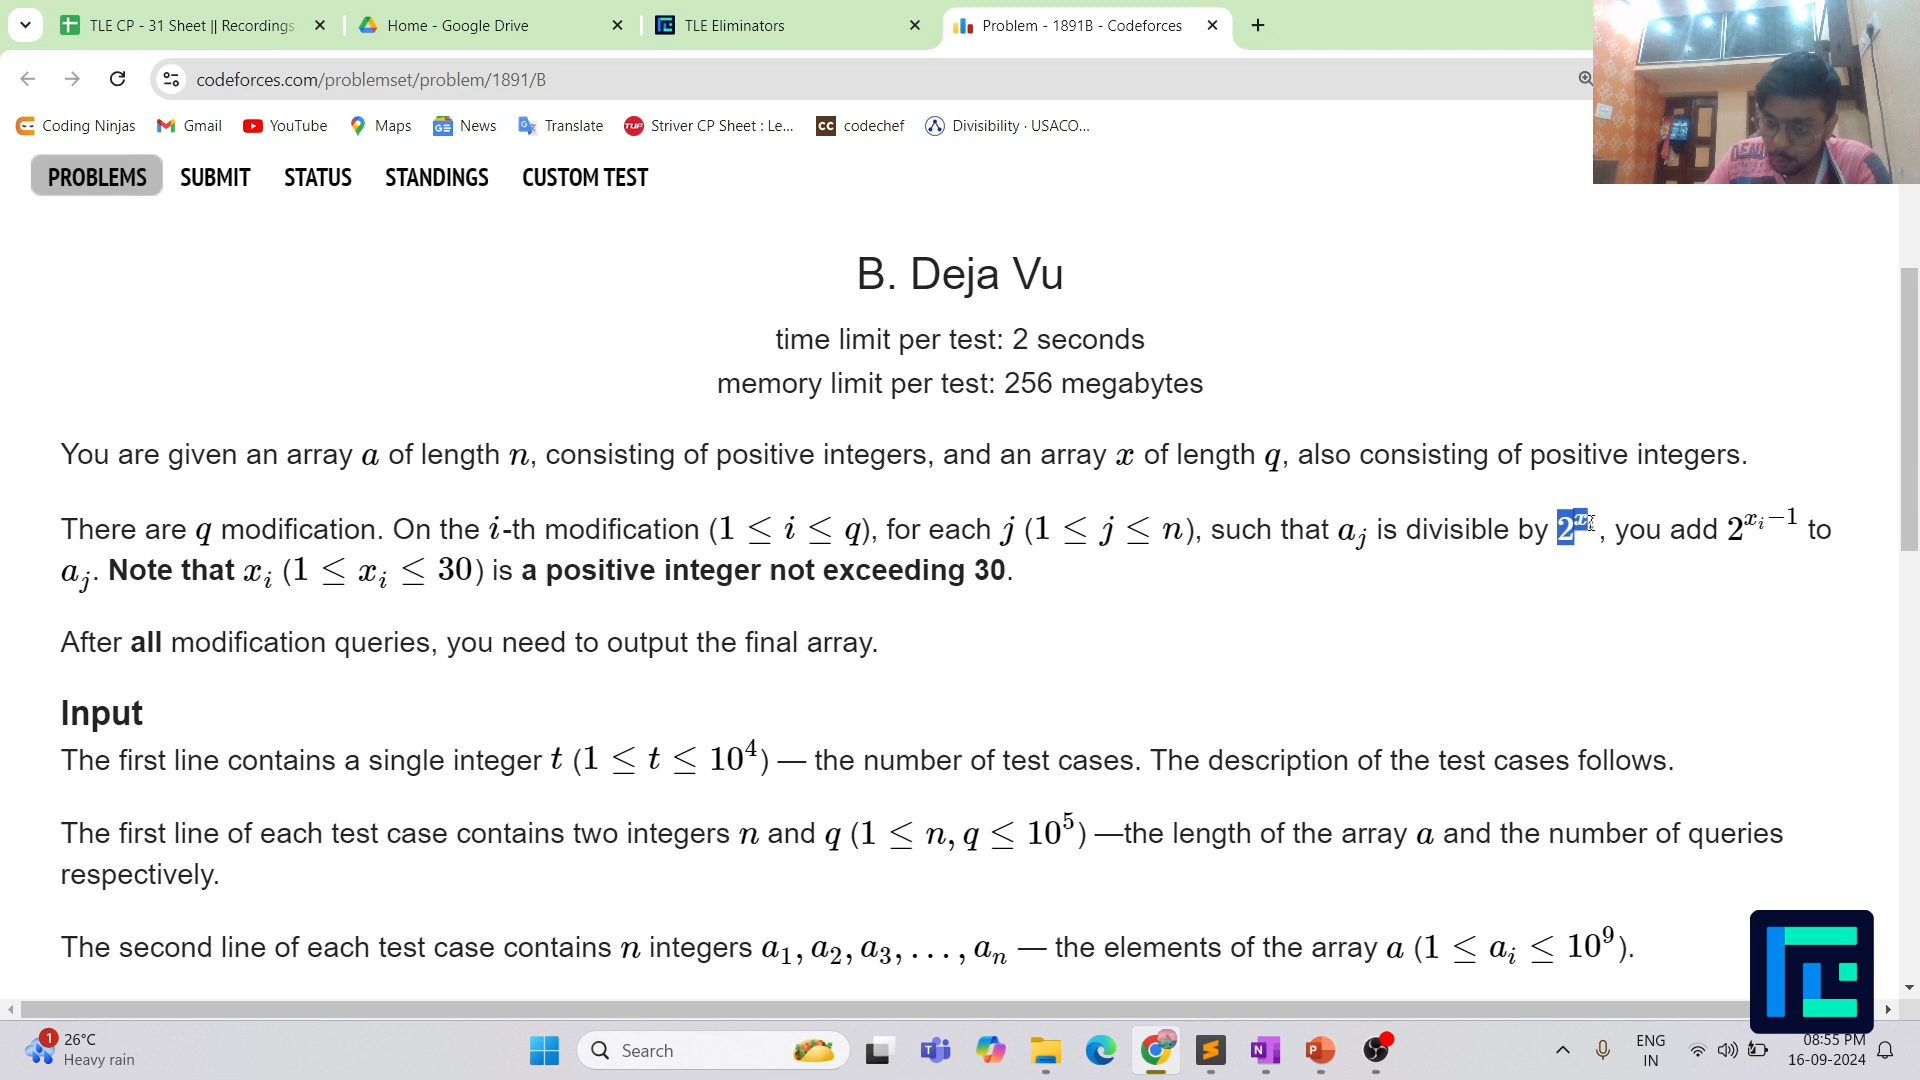 TLE CP - 31 Sheet || Recordings
Home - Google Drive
TLE Eliminators
Problem - 1891B - Codeforces
codeforces.com/problemset/problem/1891/B
Coding Ninjas
Gmail
YouTube
Maps
News
Translate
TUF Striver CP Sheet : Le...
CC codechef
Divisibility · USACO...
PROBLEMS SUBMIT STATUS STANDINGS CUSTOM TEST
B. Deja Vu
time limit per test: 2 seconds
memory limit per test: 256 megabytes
You are given an array a of length n, consisting of positive integers, and an array x of length q, also consisting of positive integers.
There are q modification. On the i-th modification (1 ≤ i ≤ q), for each j (1 ≤ j ≤ n), such that a_j is divisible by 2^{x_i}, you add 2^{x_i−1} to
a_j. Note that x_i (1 ≤ x_i ≤ 30) is a positive integer not exceeding 30.
After all modification queries, you need to output the final array.
Input
The first line contains a single integer t (1 ≤ t ≤ 10^4) — the number of test cases. The description of the test cases follows.
The first line of each test case contains two integers n and q (1 ≤ n, q ≤ 10^5) —the length of the array a and the number of queries
respectively.
The second line of each test case contains n integers a_1, a_2, a_3, ..., a_n — the elements of the array a (1 ≤ a_i ≤ 10^9).
1
26°C
Heavy rain
Search
ENG
IN
08:55 PM
16-09-2024